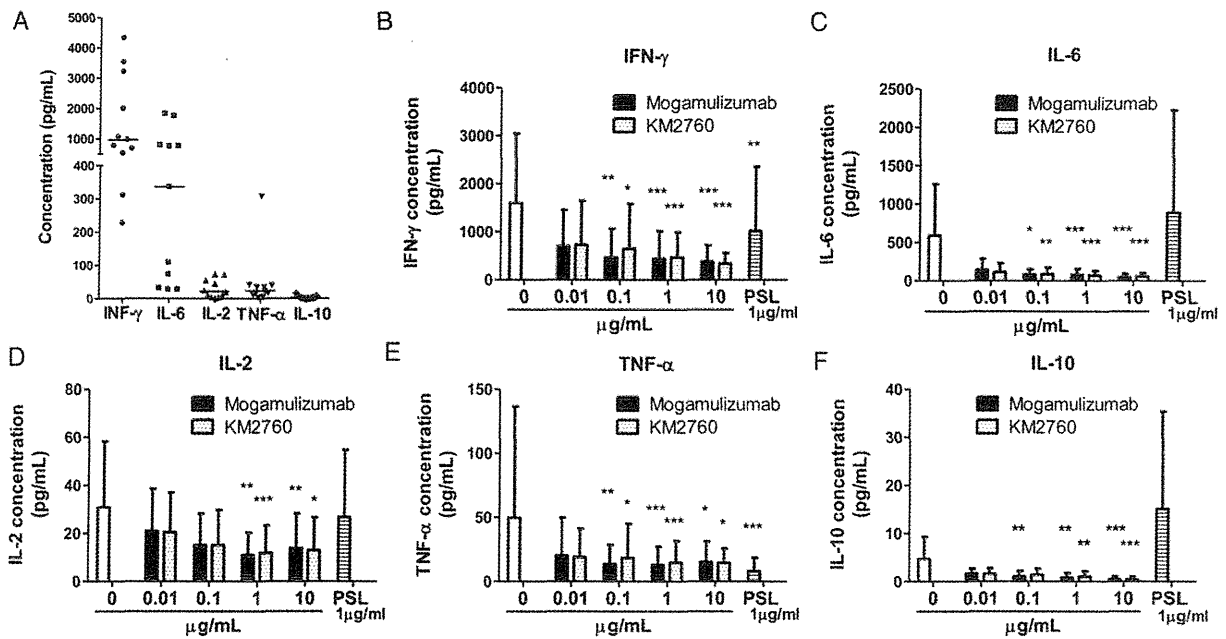 A
Concentration (pg/mL)
5000
4000
3000
2000
1000
400
300
200
100
0
INF-γ IL-6 IL-2 TNF-α IL-10
B
IFN-γ
IFN-γ concentration
(pg/mL)
4000
3000
2000
1000
0
Mogamulizumab
KM2760
** * *** *** *** *** **
0 0.01 0.1 1 10 PSL
1μg/ml
μg/mL
C
IL-6
IL-6 concentration
(pg/mL)
2500
2000
1500
1000
500
0
Mogamulizumab
KM2760
* ** *** *** *** ***
0 0.01 0.1 1 10 PSL
1μg/ml
μg/mL
D
IL-2
IL-2 concentration
(pg/mL)
80
60
40
20
0
Mogamulizumab
KM2760
** *** ** *
0 0.01 0.1 1 10 PSL
1μg/ml
μg/mL
E
TNF-α
TNF-α concentration
(pg/mL)
150
100
50
0
Mogamulizumab
KM2760
** * *** *** * * ***
0 0.01 0.1 1 10 PSL
1μg/ml
μg/mL
F
IL-10
IL-10 concentration
(pg/mL)
40
30
20
10
0
Mogamulizumab
KM2760
** ** ** *** ***
0 0.01 0.1 1 10 PSL
1μg/ml
μg/mL